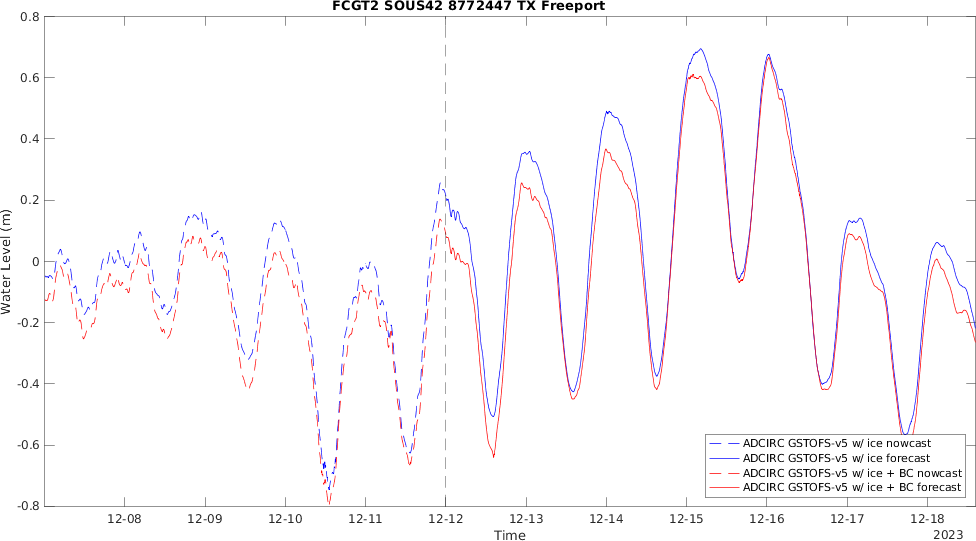 FCGT2 SOUS42 8772447 TX Freeport
Water Level (m)
0.8
0.6
0.4
0.2
0
-0.2
-0.4
-0.6
-0.8
12-08 12-09 12-10 12-11 12-12 12-13 12-14 12-15 12-16 12-17 12-18
Time
2023
ADCIRC GSTOFS-v5 w/ ice nowcast
ADCIRC GSTOFS-v5 w/ ice forecast
ADCIRC GSTOFS-v5 w/ ice + BC nowcast
ADCIRC GSTOFS-v5 w/ ice + BC forecast